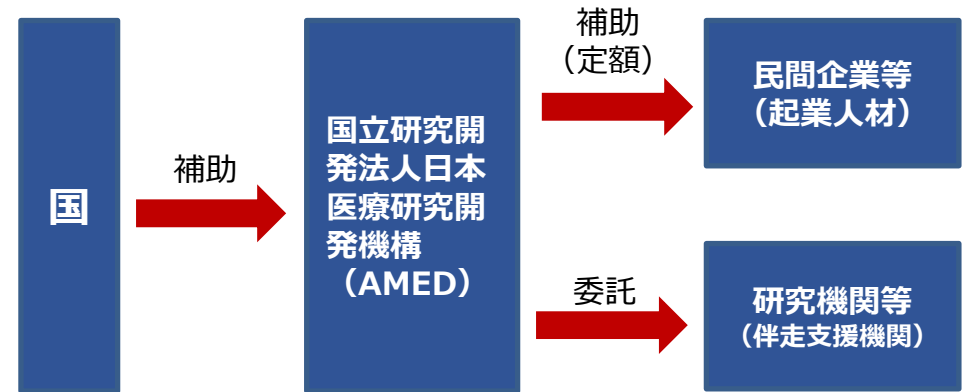 国
補助
国立研究開
発法人日本
医療研究開
発機構
（AMED）
補助
（定額）
民間企業等
（起業人材）
委託
研究機関等
（伴走支援機関）